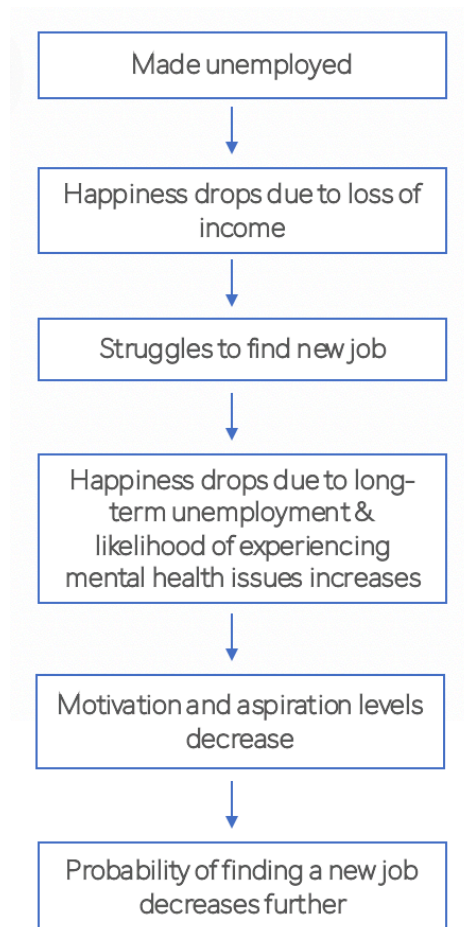 Made unemployed
Happiness drops due to loss of
income
Struggles to find new job
Happiness drops due to long-
term unemployment &
likelihood of experiencing
mental health issues increases
Motivation and aspiration levels
decrease
Probability of finding a new job
decreases further